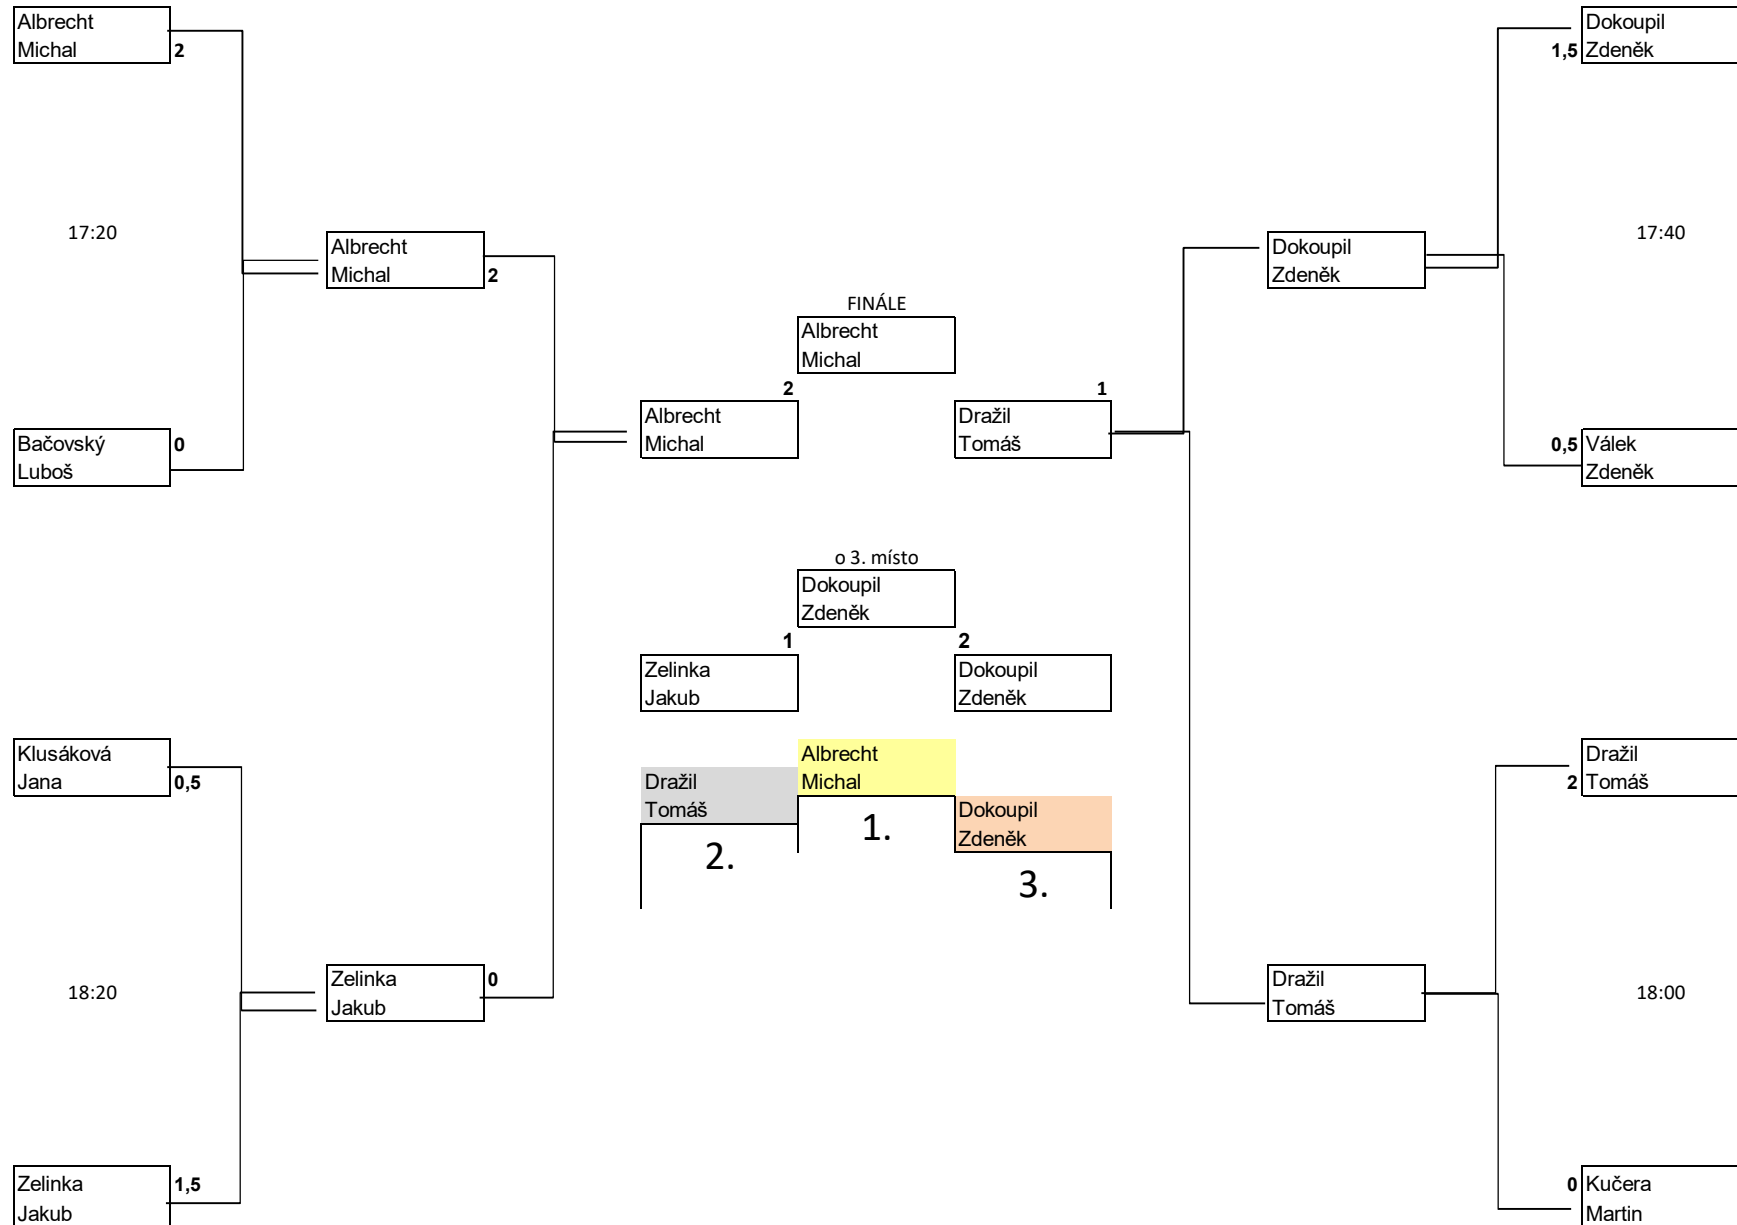 Albrecht
Michal
2
Dokoupil
1,5 Zdeněk
17:20
17:40
Albrecht
Michal
2
Dokoupil
Zdeněk
FINÁLE
Albrecht
Michal
2
1
Albrecht
Michal
Dražil
Tomáš
Bačovský
Luboš
0
0,5 Válek
Zdeněk
o 3. místo
Dokoupil
Zdeněk
1
2
Zelinka
Jakub
Dokoupil
Zdeněk
Klusáková
Jana
0,5
Albrecht
Michal
Dražil
Tomáš
Dokoupil
Zdeněk
1.
2.
3.
Dražil
2 Tomáš
18:20
Zelinka
Jakub
0
Dražil
Tomáš
18:00
Zelinka
Jakub
1,5
0 Kučera
Martin